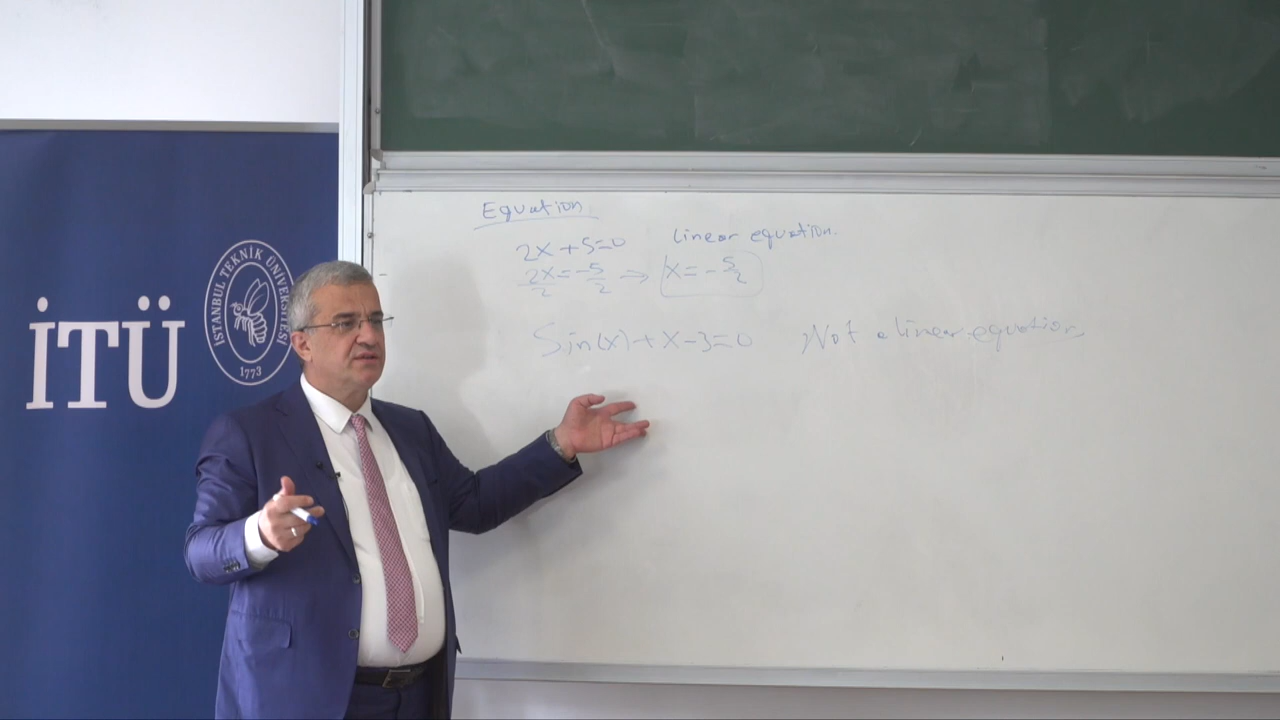 İTÜ
İSTANBUL TEKNİK ÜNİVERSİTESİ
1773
Equation
2x + 5 = 0 linear equation.
2x/2 = -5/2 ⇒ x = -5/2
Sin(x) + x - 3 = 0 Not a linear equation